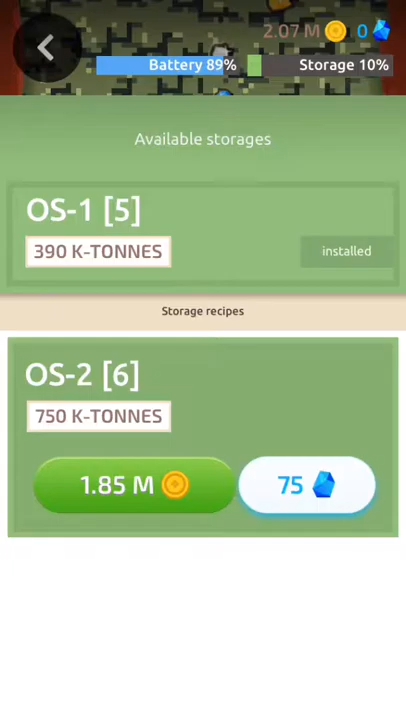 2.07 M 0
Battery 89% Storage 10%
Available storages
OS-1 [5]
390 K-TONNES
installed
Storage recipes
OS-2 [6]
750 K-TONNES
1.85 M 75